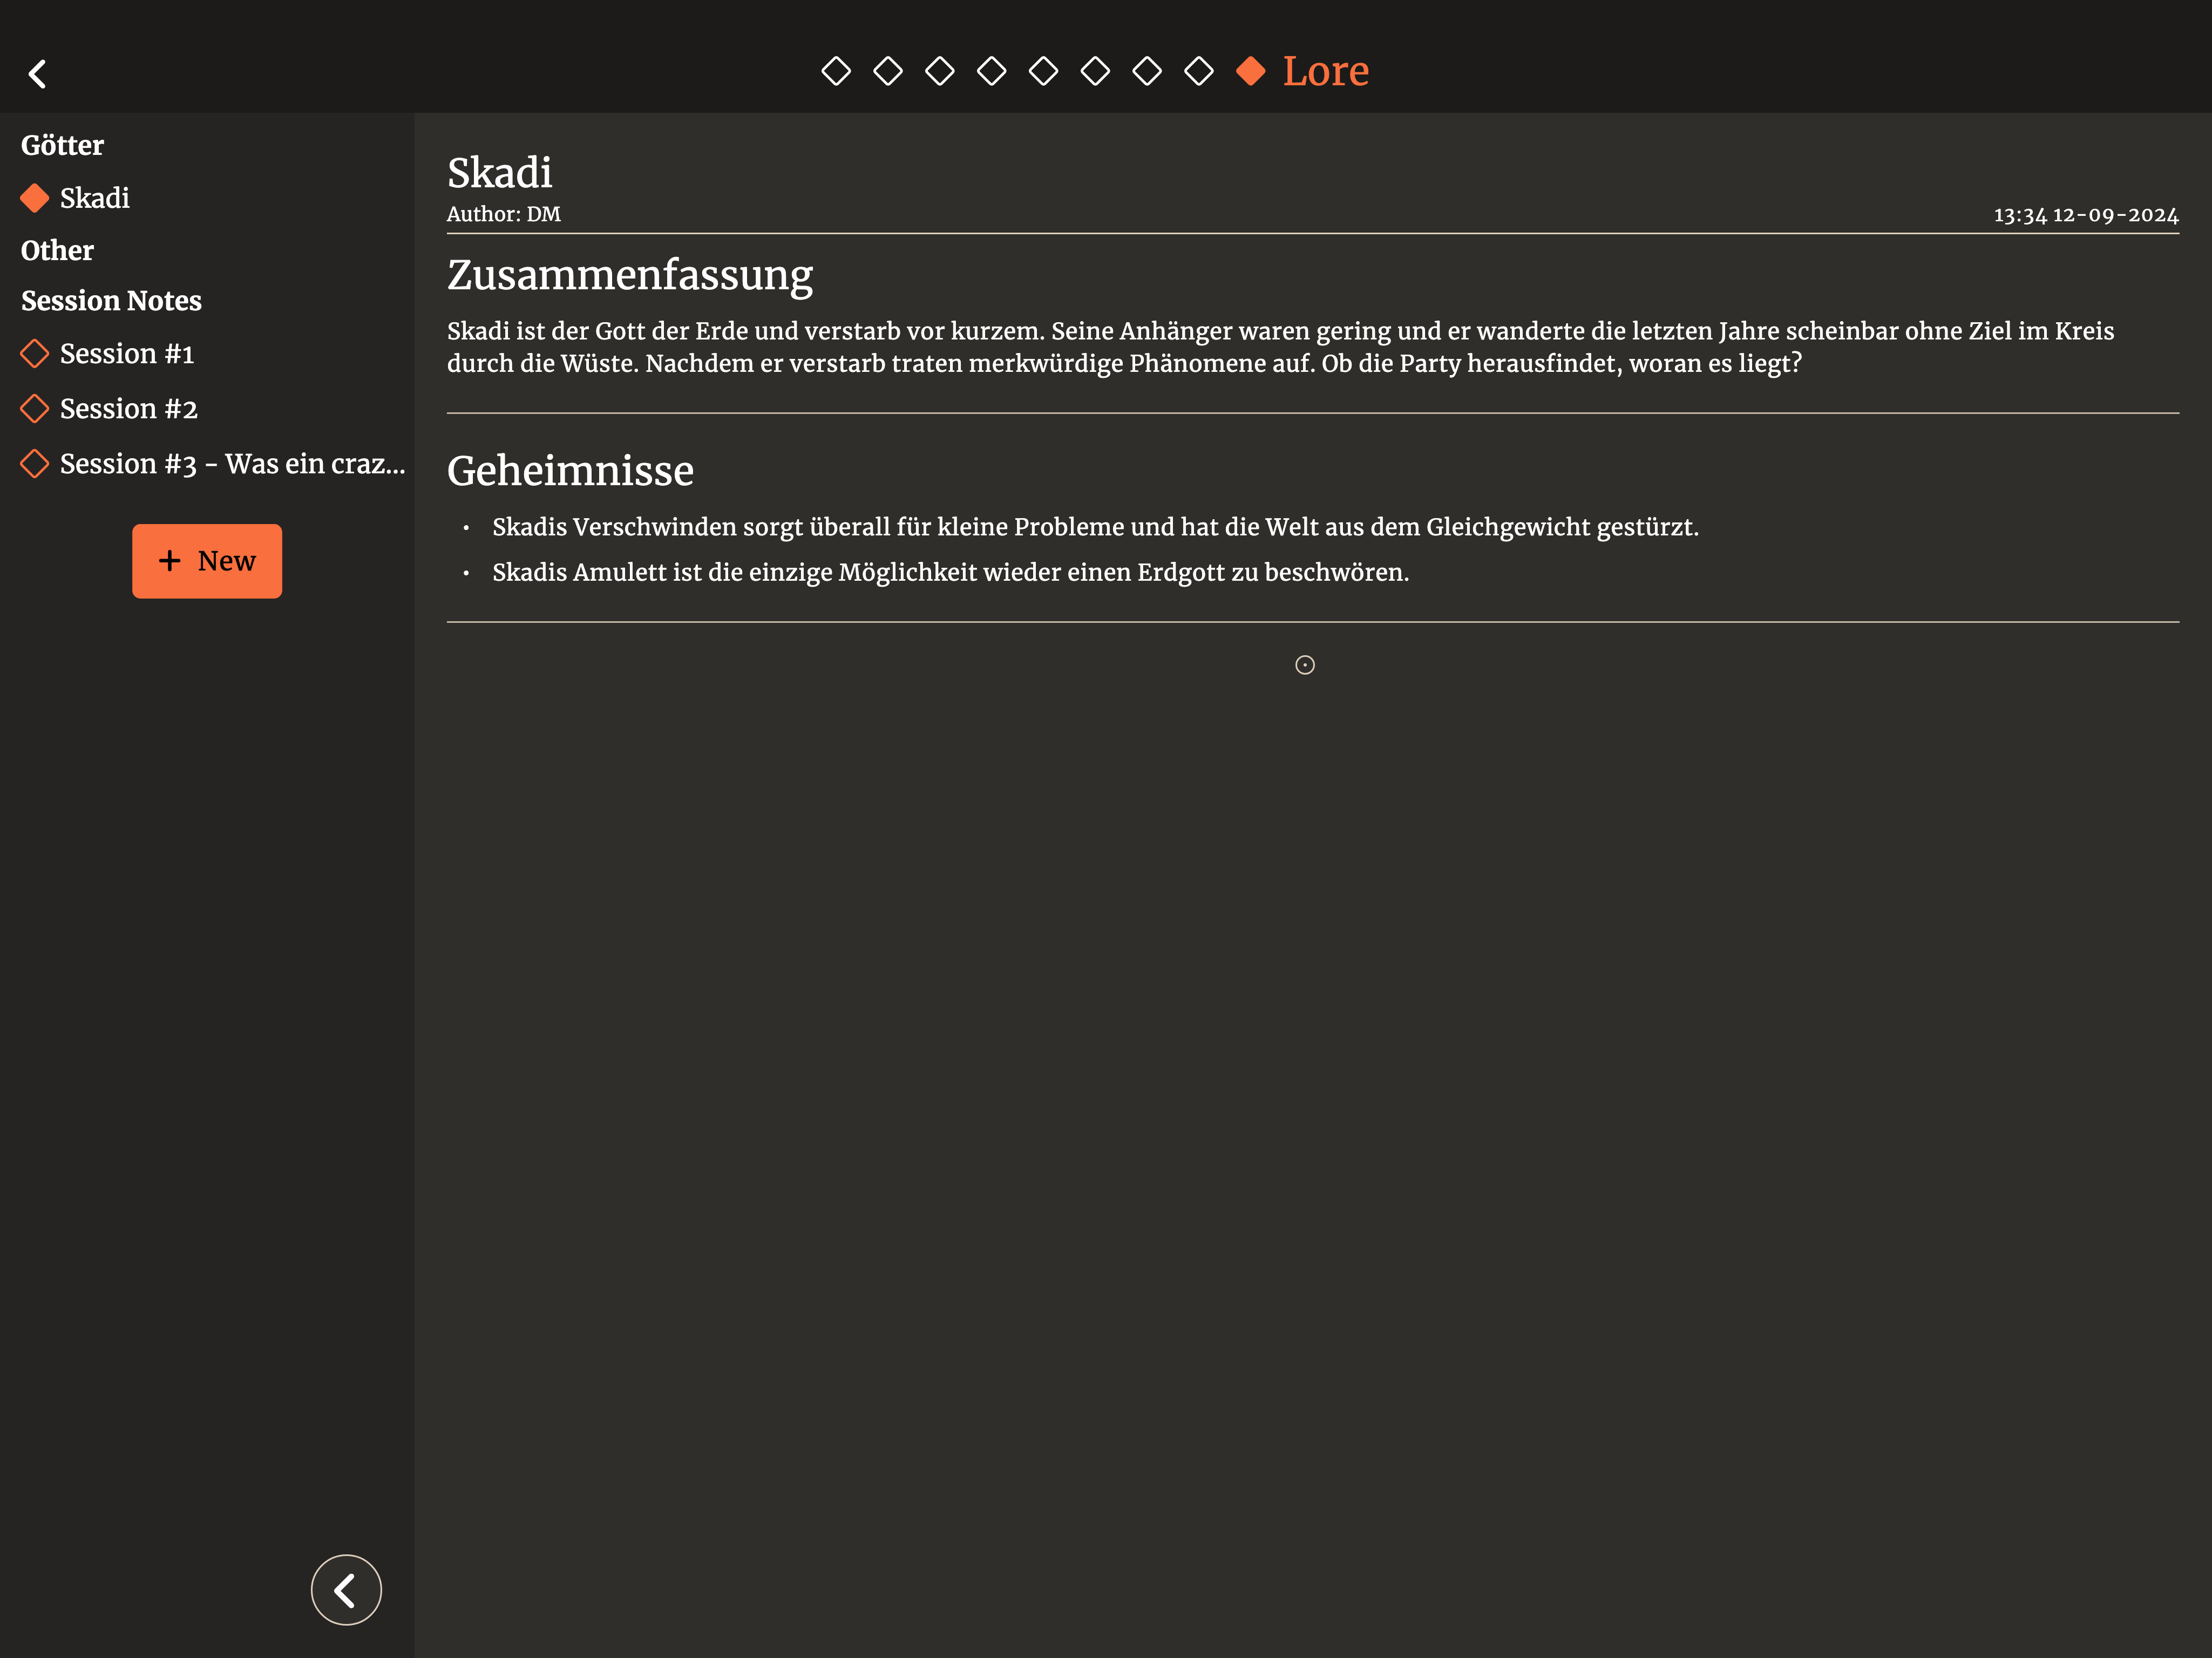 Lore
Götter
Skadi
Other
Session Notes
Session #1
Session #2
Session #3 - Was ein craz...
+ New
Skadi
Author: DM
13:34 12-09-2024
Zusammenfassung
Skadi ist der Gott der Erde und verstarb vor kurzem. Seine Anhänger waren gering und er wanderte die letzten Jahre scheinbar ohne Ziel im Kreis
durch die Wüste. Nachdem er verstarb traten merkwürdige Phänomene auf. Ob die Party herausfindet, woran es liegt?
Geheimnisse
• Skadis Verschwinden sorgt überall für kleine Probleme und hat die Welt aus dem Gleichgewicht gestürzt.
• Skadis Amulett ist die einzige Möglichkeit wieder einen Erdgott zu beschwören.